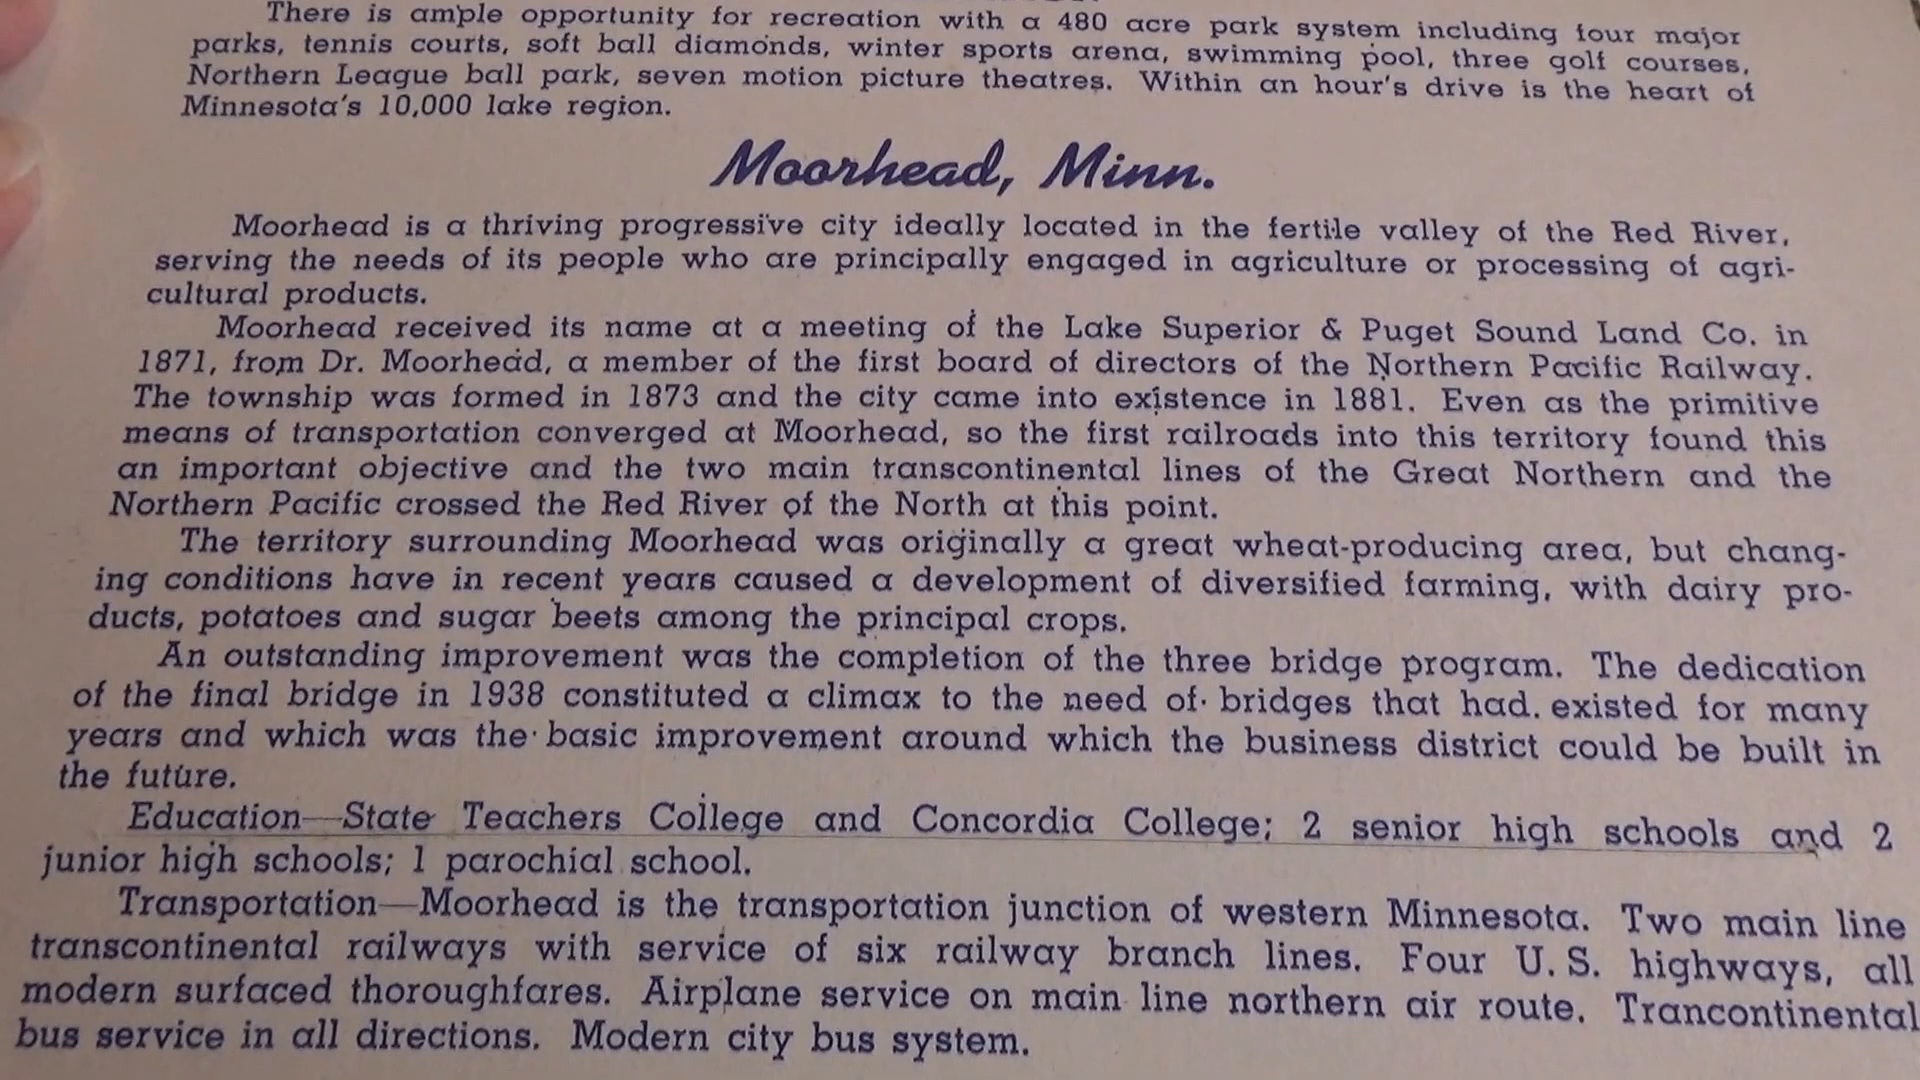 There is ample opportunity for recreation with a 480 acre park system including four major
parks, tennis courts, soft ball diamonds, winter sports arena, swimming pool, three golf courses,
Northern League ball park, seven motion picture theatres. Within an hour's drive is the heart of
Minnesota's 10,000 lake region.
Moorhead, Minn.
Moorhead is a thriving progressive city ideally located in the fertile valley of the Red River,
serving the needs of its people who are principally engaged in agriculture or processing of agri-
cultural products.
Moorhead received its name at a meeting of the Lake Superior & Puget Sound Land Co. in
1871, from Dr. Moorhead, a member of the first board of directors of the Northern Pacific Railway.
The township was formed in 1873 and the city came into existence in 1881. Even as the primitive
means of transportation converged at Moorhead, so the first railroads into this territory found this
an important objective and the two main transcontinental lines of the Great Northern and the
Northern Pacific crossed the Red River of the North at this point.
The territory surrounding Moorhead was originally a great wheat-producing area, but chang-
ing conditions have in recent years caused a development of diversified farming, with dairy pro-
ducts, potatoes and sugar beets among the principal crops.
An outstanding improvement was the completion of the three bridge program. The dedication
of the final bridge in 1938 constituted a climax to the need of bridges that had existed for many
years and which was the basic improvement around which the business district could be built in
the future.
Education—State Teachers College and Concordia College; 2 senior high schools and 2
junior high schools; 1 parochial school.
Transportation—Moorhead is the transportation junction of western Minnesota. Two main line
transcontinental railways with service of six railway branch lines. Four U. S. highways, all
modern surfaced thoroughfares. Airplane service on main line northern air route. Trancontinental
bus service in all directions. Modern city bus system.